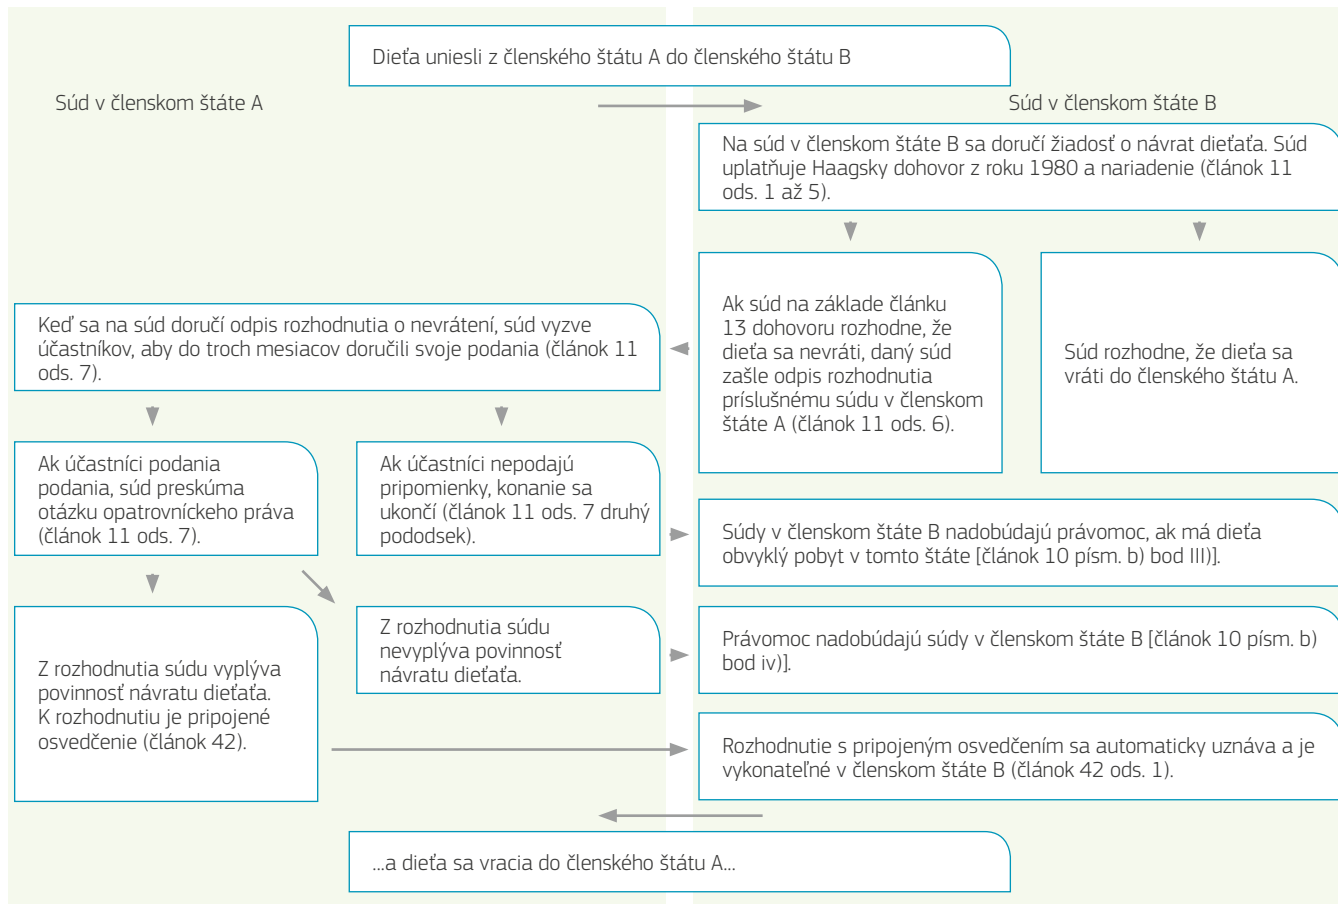 Dieťa uniesli z členského štátu A do členského štátu B
Súd v členskom štáte A
Súd v členskom štáte B
Na súd v členskom štáte B sa doručí žiadosť o návrat dieťaťa. Súd
uplatňuje Haagsky dohovor z roku 1980 a nariadenie (článok 11
ods. 1 až 5).
Ak súd na základe článku
13 dohovoru rozhodne, že
dieťa sa nevráti, daný súd
zašle odpis rozhodnutia
príslušnému súdu v členskom
štáte A (článok 11 ods. 6).
Súd rozhodne, že dieťa sa
vráti do členského štátu A.
Keď sa na súd doručí odpis rozhodnutia o nevrátení, súd vyzve
účastníkov, aby do troch mesiacov doručili svoje podania (článok 11
ods. 7).
Ak účastníci podania
podania, súd preskúma
otázku opatrovníckeho práva
(článok 11 ods. 7).
Ak účastníci nepodajú
pripomienky, konanie sa
ukončí (článok 11 ods. 7 druhý
pododsek).
Súdy v členskom štáte B nadobúdajú právomoc, ak má dieťa
obvyklý pobyt v tomto štáte [článok 10 písm. b) bod III)].
Z rozhodnutia súdu vyplýva
povinnosť návratu dieťaťa.
K rozhodnutiu je pripojené
osvedčenie (článok 42).
Z rozhodnutia súdu
nevyplýva povinnosť
návratu dieťaťa.
Právomoc nadobúdajú súdy v členskom štáte B [článok 10 písm. b)
bod iv)].
Rozhodnutie s pripojeným osvedčením sa automaticky uznáva a je
vykonateľné v členskom štáte B (článok 42 ods. 1).
...a dieťa sa vracia do členského štátu A...